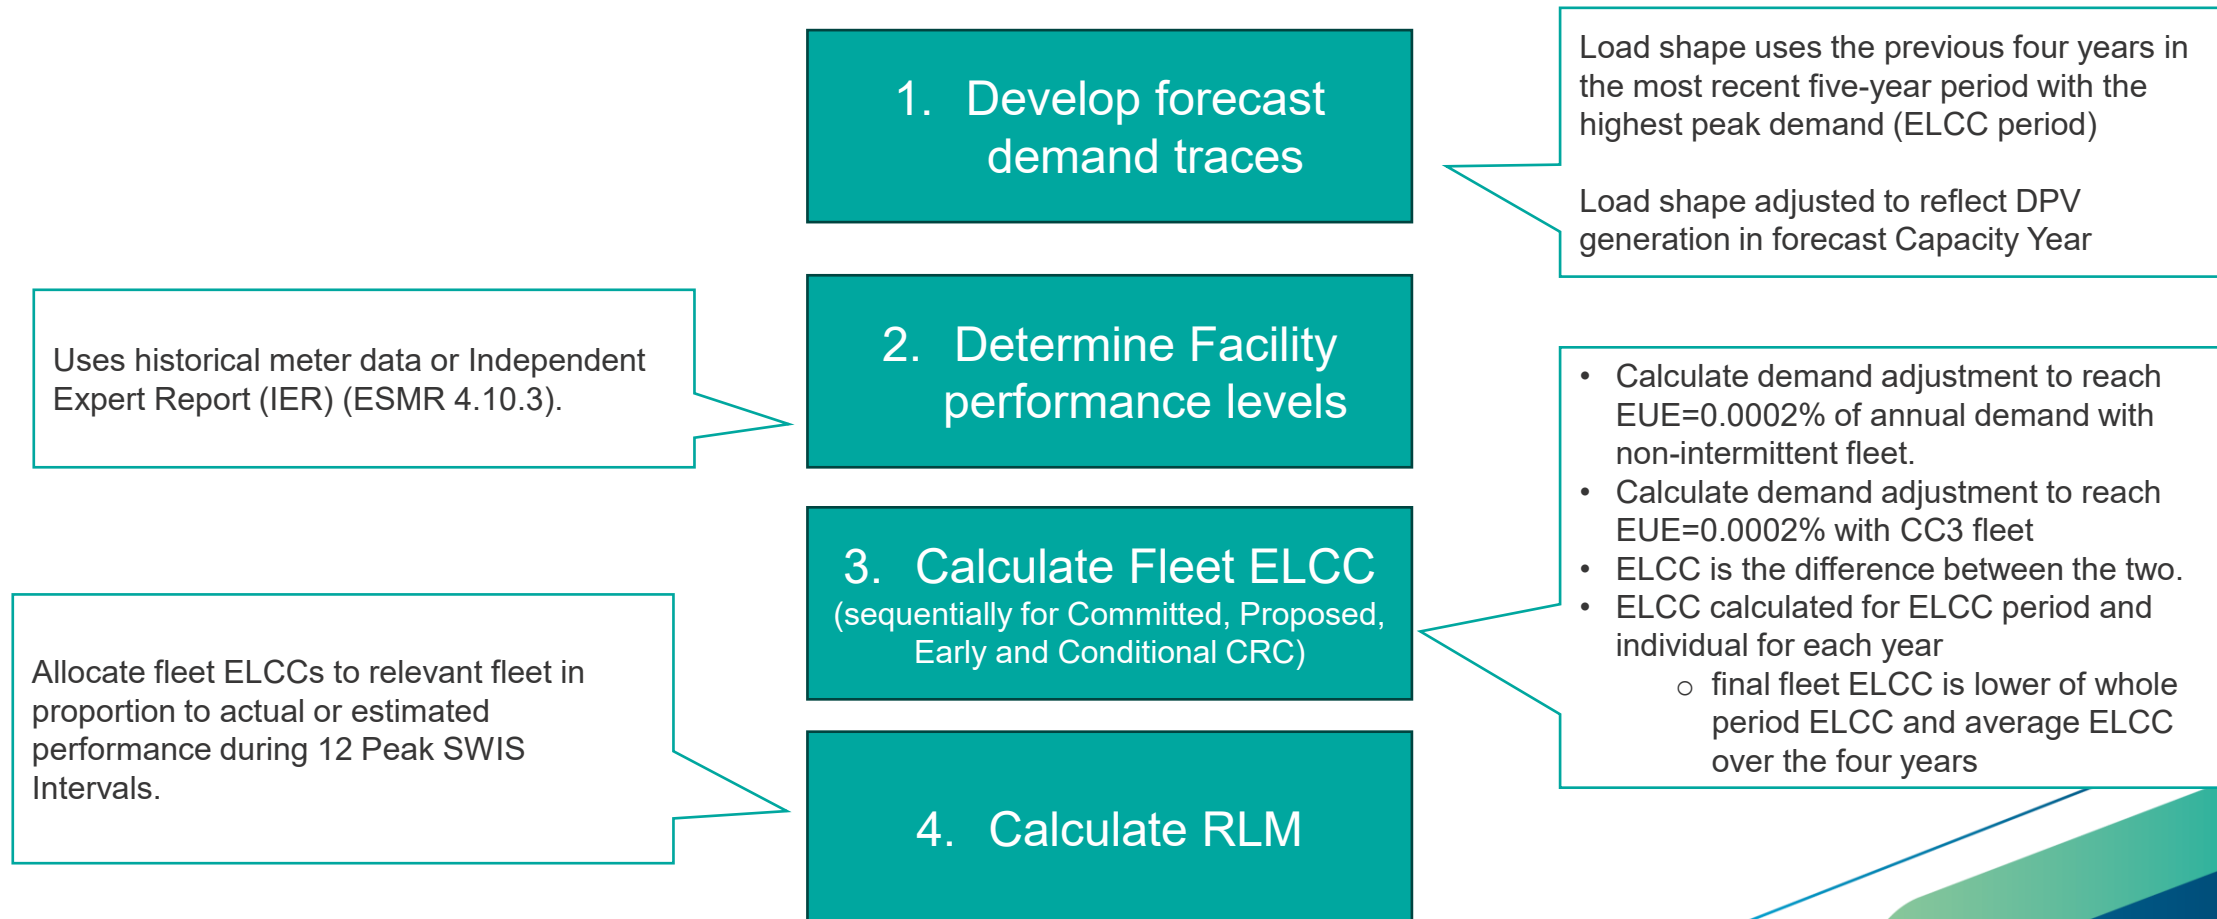 1. Develop forecast
demand traces
Load shape uses the previous four years in
the most recent five-year period with the
highest peak demand (ELCC period)
Load shape adjusted to reflect DPV
generation in forecast Capacity Year
2. Determine Facility
performance levels
Uses historical meter data or Independent
Expert Report (IER) (ESMR 4.10.3).
3. Calculate Fleet ELCC
(sequentially for Committed, Proposed,
Early and Conditional CRC)
• Calculate demand adjustment to reach
EUE=0.0002% of annual demand with
non-intermittent fleet.
• Calculate demand adjustment to reach
EUE=0.0002% with CC3 fleet
• ELCC is the difference between the two.
• ELCC calculated for ELCC period and
individual for each year
○ final fleet ELCC is lower of whole
period ELCC and average ELCC
over the four years
4. Calculate RLM
Allocate fleet ELCCs to relevant fleet in
proportion to actual or estimated
performance during 12 Peak SWIS
Intervals.